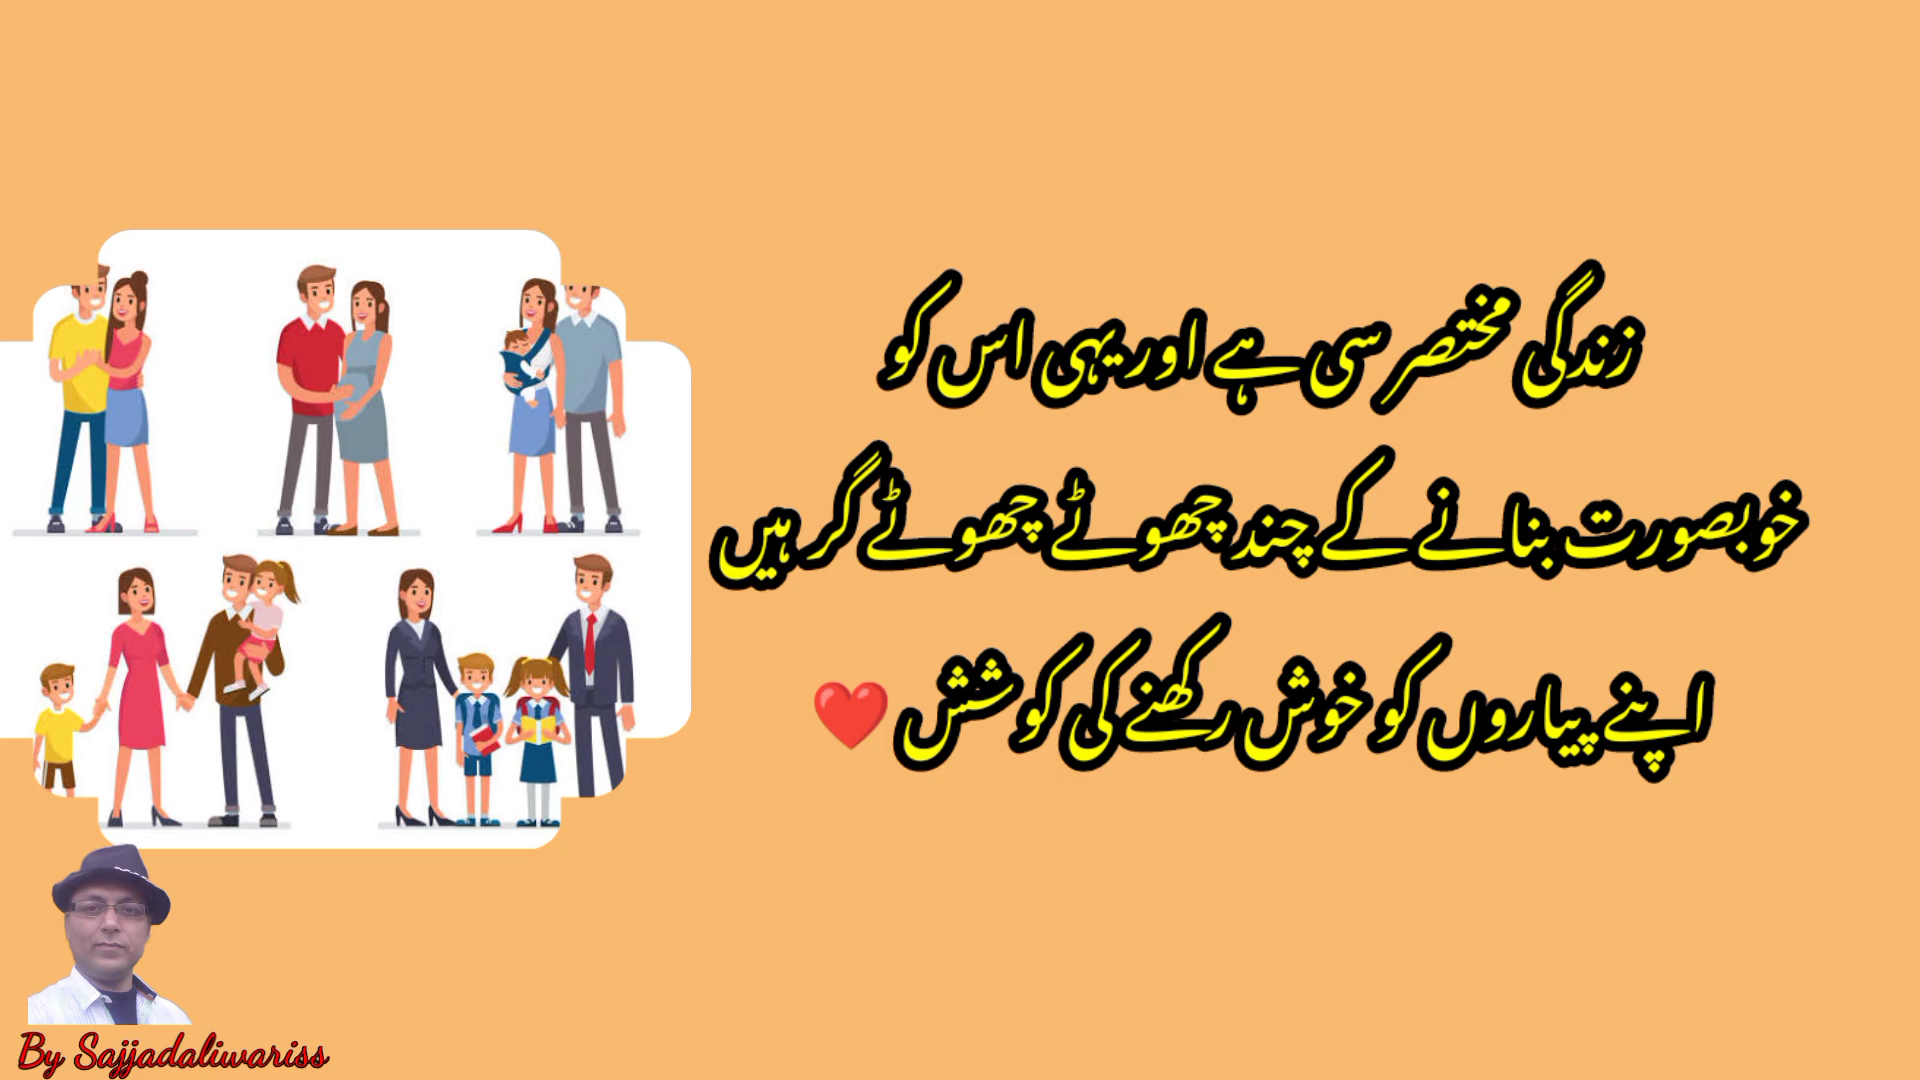 زندگی مختصر سی ہے اور یہی اس کو
خوبصورت بنانے کے چند چھوٹے چھوٹے گر ہیں
اپنے پیاروں کو خوش رکھنے کی کوشش ❤️
By Sajjadaliwariss